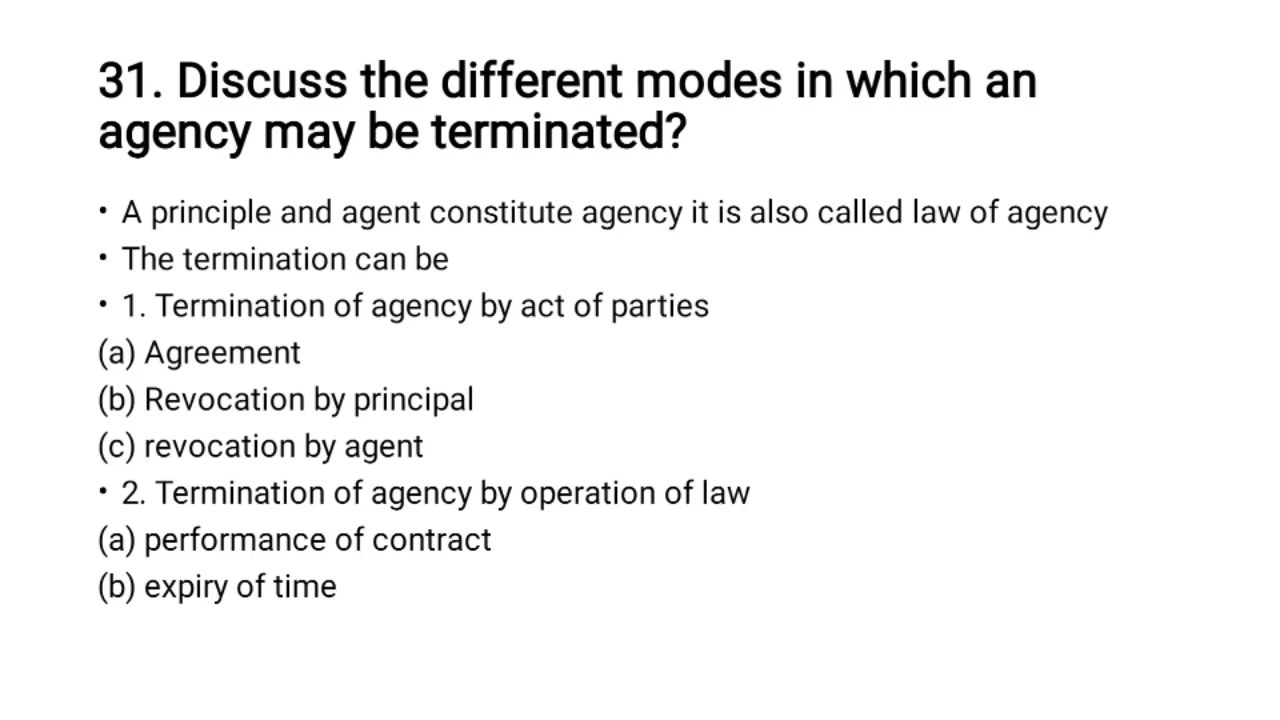 31. Discuss the different modes in which an
agency may be terminated?
• A principle and agent constitute agency it is also called law of agency
• The termination can be
• 1. Termination of agency by act of parties
(a) Agreement
(b) Revocation by principal
(c) revocation by agent
• 2. Termination of agency by operation of law
(a) performance of contract
(b) expiry of time